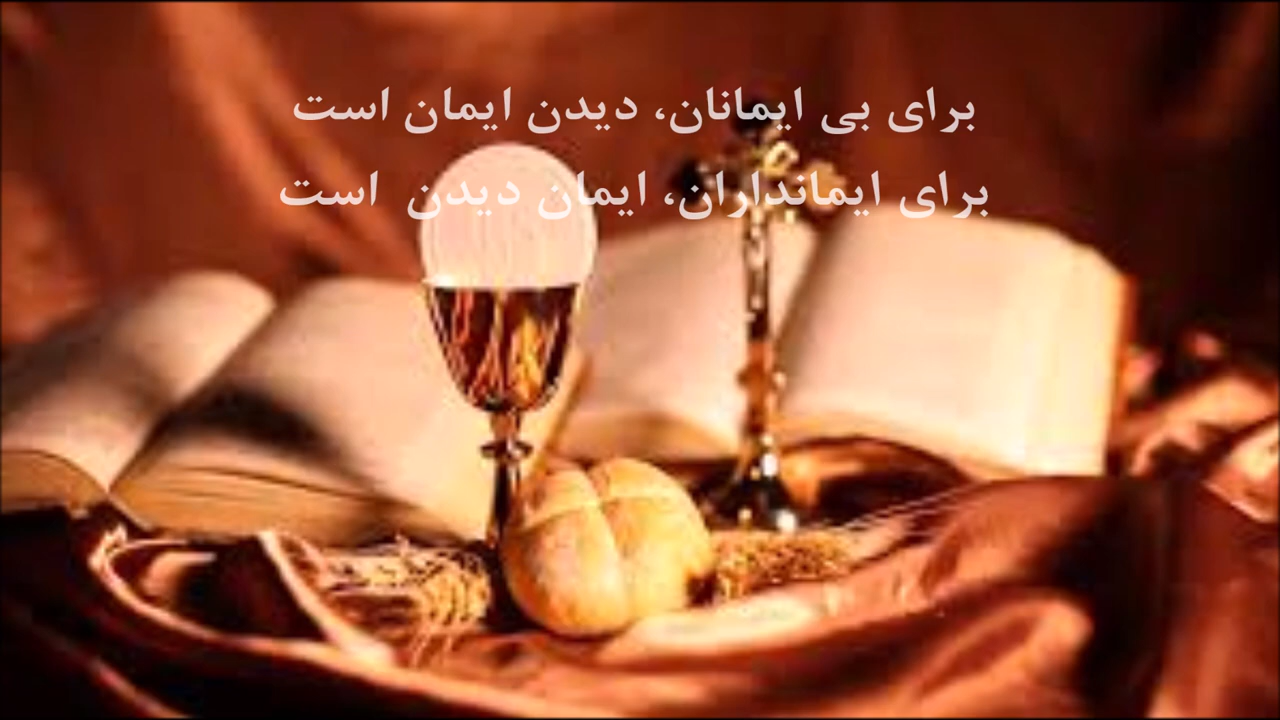 برای بی ایمانان، دیدن ایمان است
برای ایمانداران، ایمان دیدن است